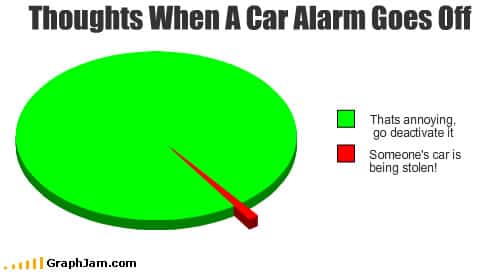 Thoughts When A Car Alarm Goes Off
Thats annoying,
go deactivate it
Someone's car is
being stolen!
GraphJam.com